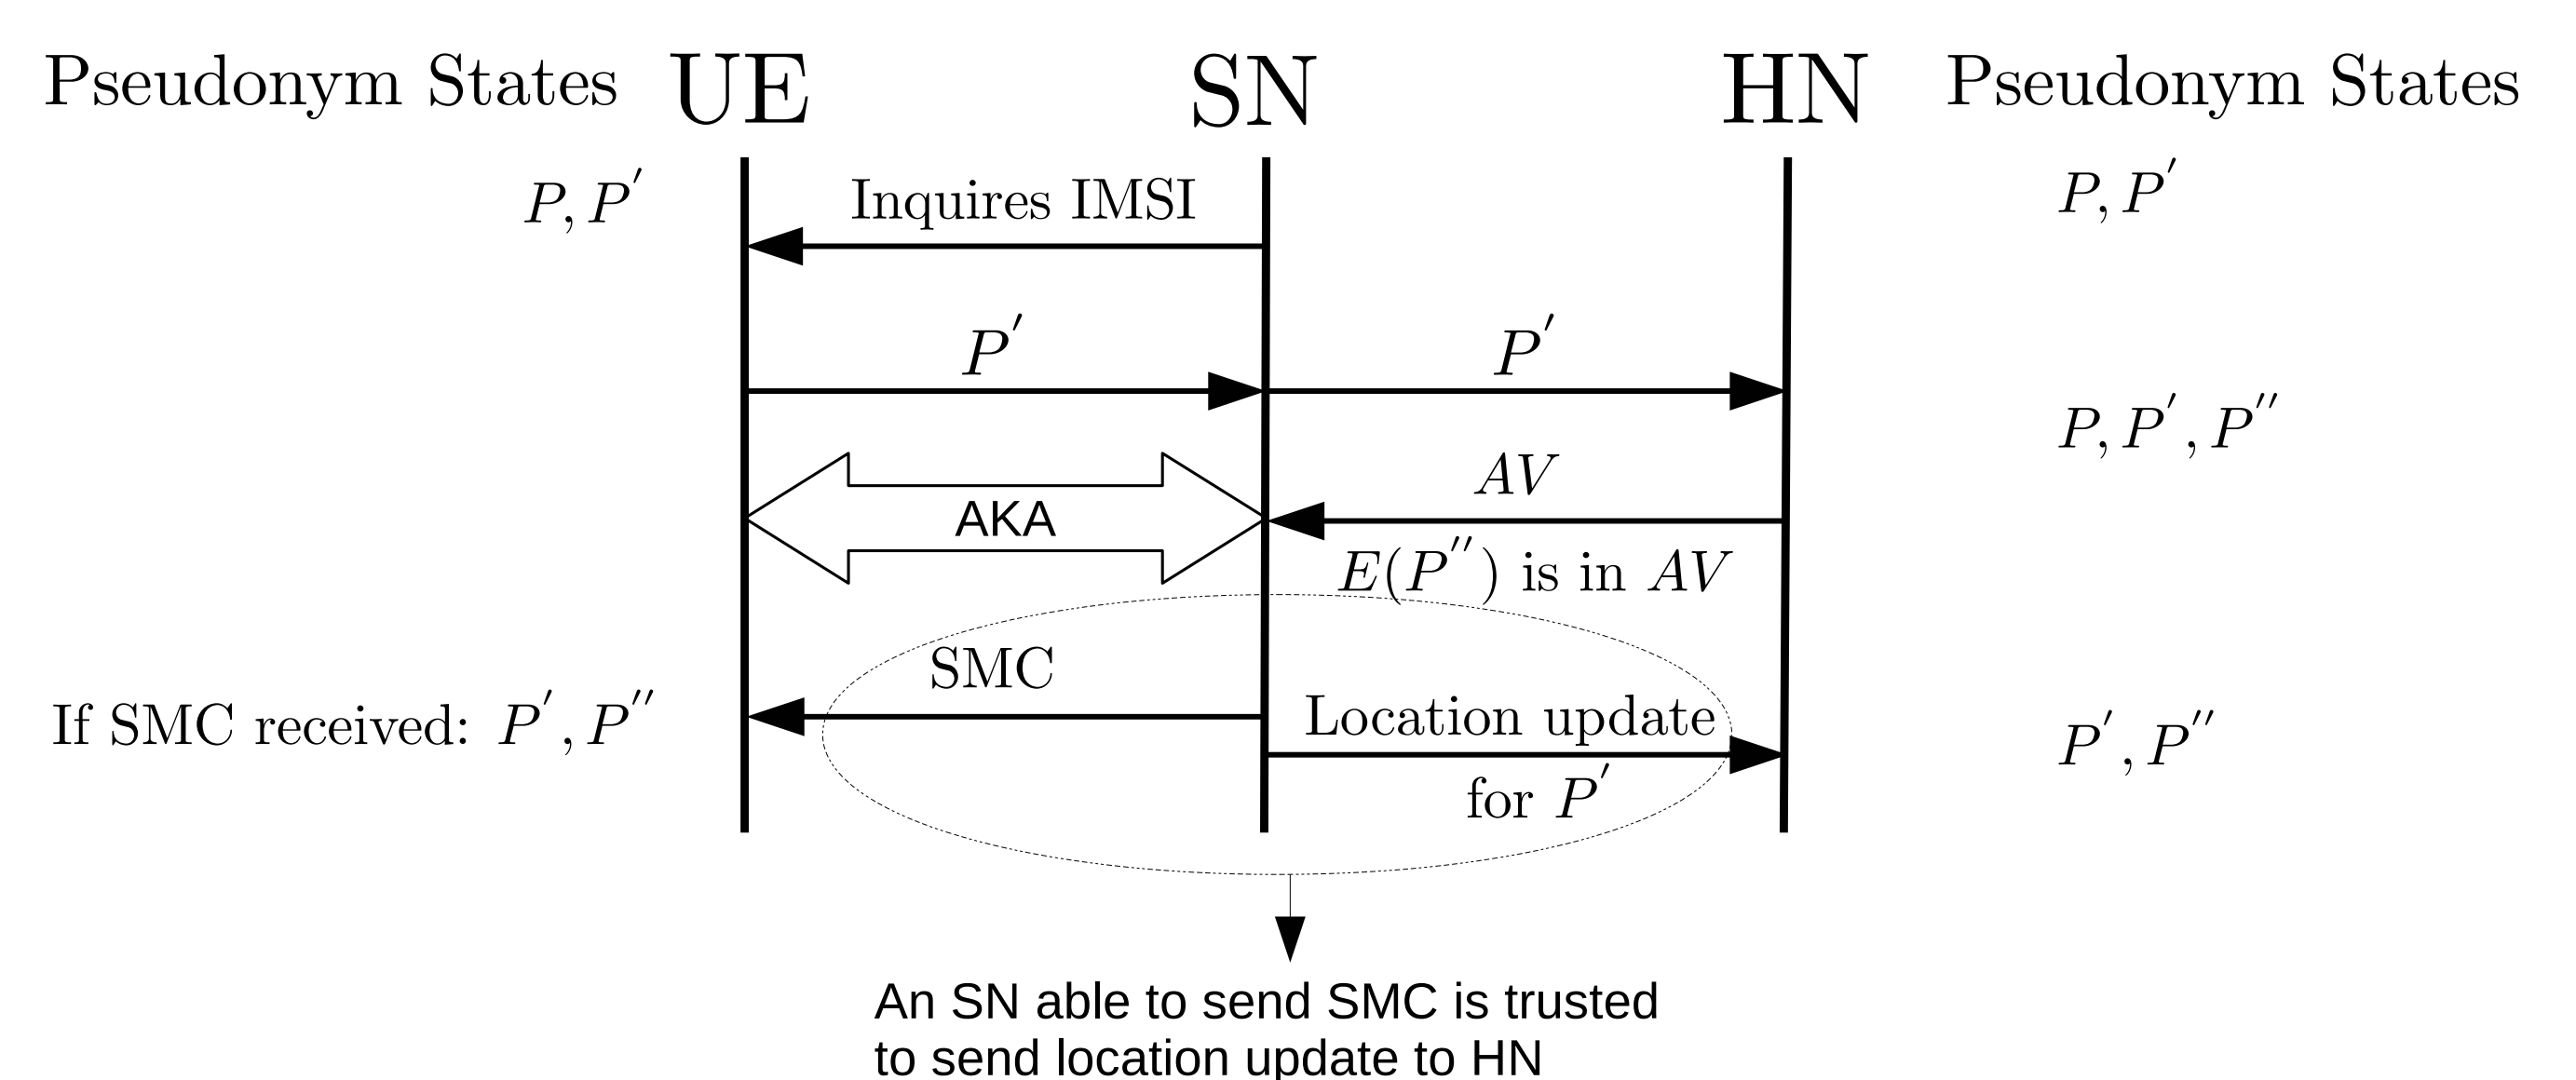 Pseudonym States UE SN HN Pseudonym States
P, P′ Inquires IMSI P, P′
P′ P′
P, P′, P″
AKA AV
E(P″) is in AV
SMC
If SMC received: P′, P″ Location update P′, P″
for P′
An SN able to send SMC is trusted
to send location update to HN